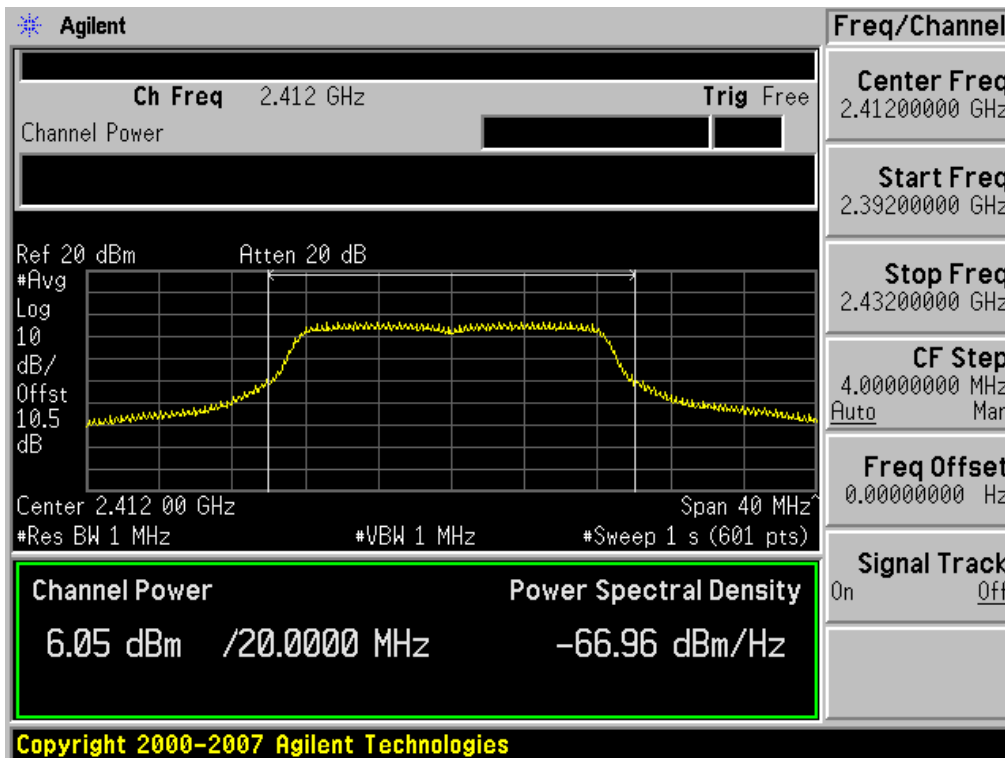 Agilent
Freq/Channel
Ch Freq 2.412 GHz Trig Free
Channel Power
Center Freq
2.41200000 GHz
Start Freq
2.39200000 GHz
Stop Freq
2.43200000 GHz
CF Step
4.00000000 MHz
Auto Man
Freq Offset
0.00000000 Hz
Signal Track
On Off
Ref 20 dBm Atten 20 dB
#Avg
Log
10
dB/
Offst
10.5
dB
Center 2.412 00 GHz Span 40 MHz^
#Res BW 1 MHz #VBW 1 MHz #Sweep 1 s (601 pts)
Channel Power Power Spectral Density
6.05 dBm /20.0000 MHz -66.96 dBm/Hz
Copyright 2000-2007 Agilent Technologies